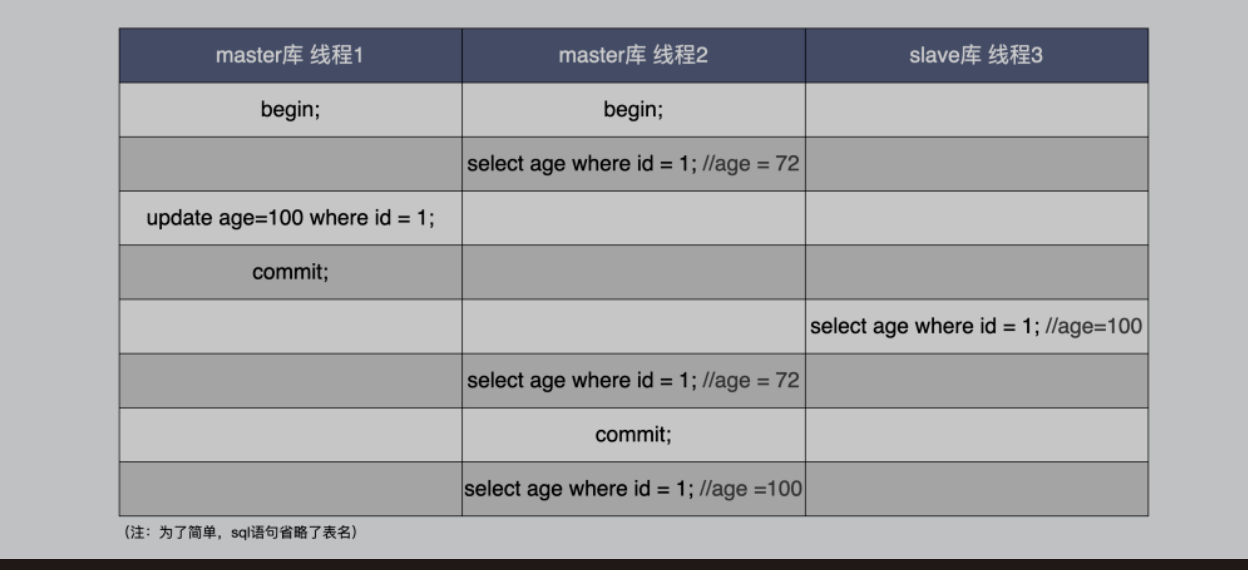 master库 线程1 master库 线程2 slave库 线程3
begin; begin;
select age where id = 1; //age = 72
update age=100 where id = 1;
commit;
select age where id = 1; //age=100
select age where id = 1; //age = 72
commit;
select age where id = 1; //age =100
（注：为了简单，sql语句省略了表名）